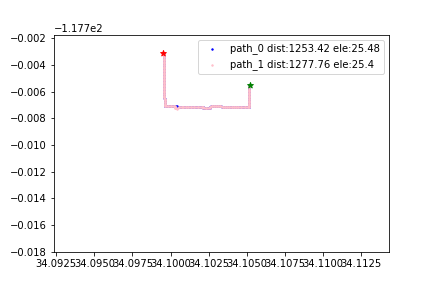 −1.177e2
−0.002
path_0 dist:1253.42 ele:25.48
−0.004
path_1 dist:1277.76 ele:25.4
−0.006
−0.008
−0.010
−0.012
−0.014
−0.016
−0.018
34.0925 34.0950 34.0975 34.1000 34.1025 34.1050 34.1075 34.1100 34.1125